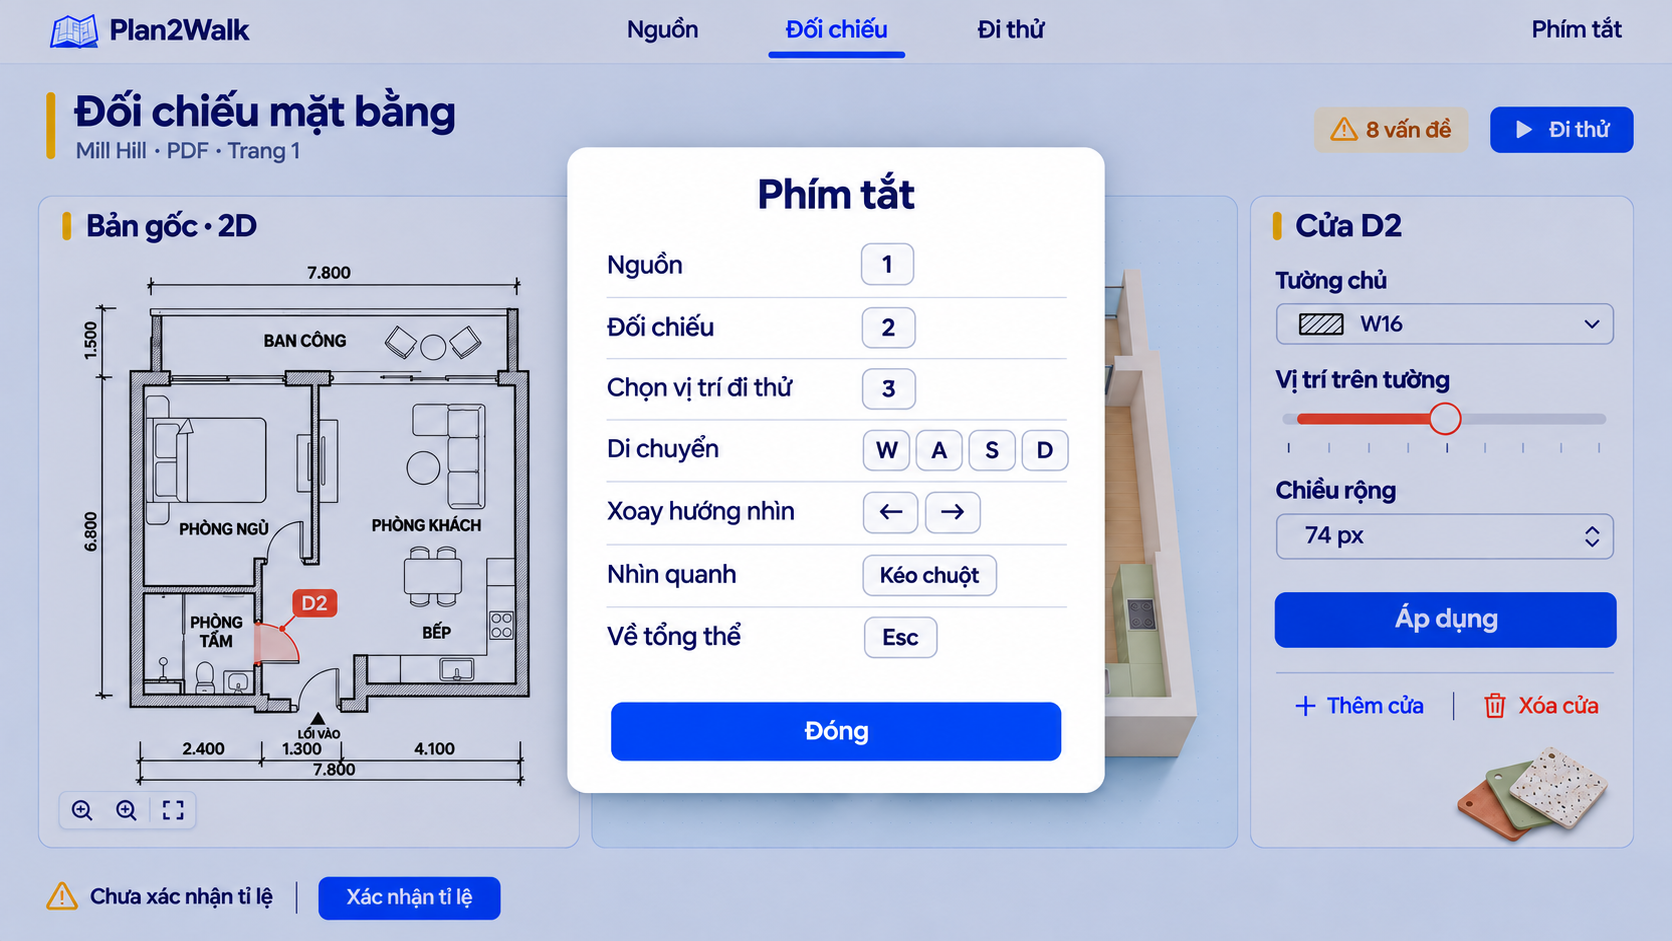 Plan2Walk
Nguồn
Đối chiếu
Đi thử
Phím tắt
Đối chiếu mặt bằng
Mill Hill · PDF · Trang 1
8 vấn đề
Đi thử
Bản gốc · 2D
7.800
1.500
BAN CÔNG
6.800
PHÒNG NGỦ
PHÒNG KHÁCH
D2
PHÒNG
TẮM
BẾP
LỐI VÀO
2.400
1.300
4.100
7.800
Phím tắt
Nguồn
1
Đối chiếu
2
Chọn vị trí đi thử
3
Di chuyển
W A S D
Xoay hướng nhìn
← →
Nhìn quanh
Kéo chuột
Về tổng thể
Esc
Đóng
Cửa D2
Tường chủ
W16
Vị trí trên tường
Chiều rộng
74 px
Áp dụng
+ Thêm cửa
Xóa cửa
Chưa xác nhận tỉ lệ
Xác nhận tỉ lệ